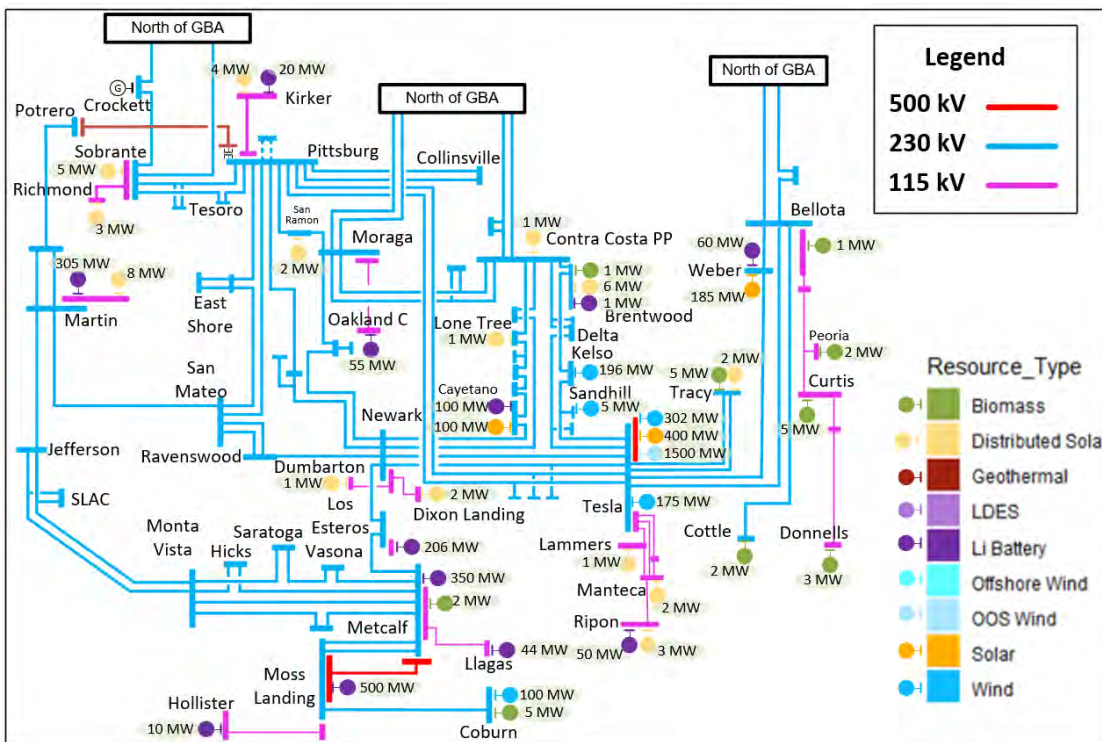 North of GBA
North of GBA
North of GBA
Legend
500 kV
230 kV
115 kV
4 MW
20 MW
Kirker
G
Crockett
Potrero
Sobrante
5 MW
Richmond
3 MW
Tesoro
Pittsburg
Collinsville
San
Ramon
2 MW
Moraga
1 MW
Contra Costa PP
Bellota
1 MW
60 MW
Weber
185 MW
1 MW
6 MW
1 MW
Brentwood
305 MW
8 MW
Martin
East
Shore
Oakland C
55 MW
Lone Tree
1 MW
Delta
Kelso
196 MW
Peoria
2 MW
Curtis
5 MW
2 MW
5 MW
Tracy
San
Mateo
Cayetano
100 MW
100 MW
Sandhill
5 MW
302 MW
400 MW
1500 MW
Newark
Jefferson
Ravenswood
Dumbarton
1 MW
2 MW
Dixon Landing
Los
Esteros
SLAC
Tesla
175 MW
Cottle
2 MW
Donnells
3 MW
Lammers
1 MW
Manteca
2 MW
Ripon
50 MW
3 MW
Monta
Vista
Hicks
Saratoga
Vasona
206 MW
350 MW
2 MW
Metcalf
Llagas
44 MW
Moss
Landing
500 MW
Hollister
10 MW
100 MW
5 MW
Coburn
Resource_Type
Biomass
Distributed Sola
Geothermal
LDES
Li Battery
Offshore Wind
OOS Wind
Solar
Wind